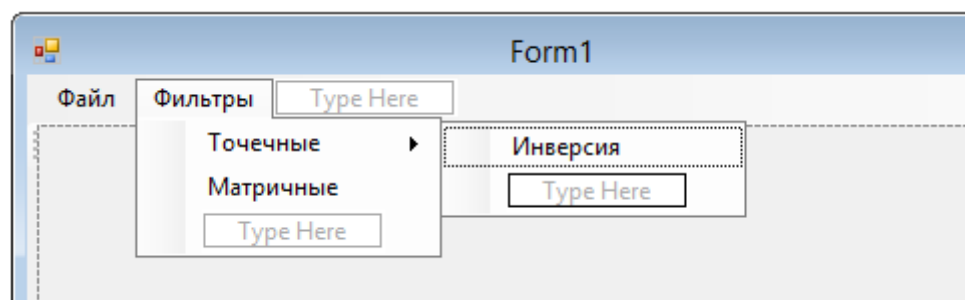 Form1
Файл Фильтры Type Here
Точечные Инверсия
Матричные Type Here
Type Here